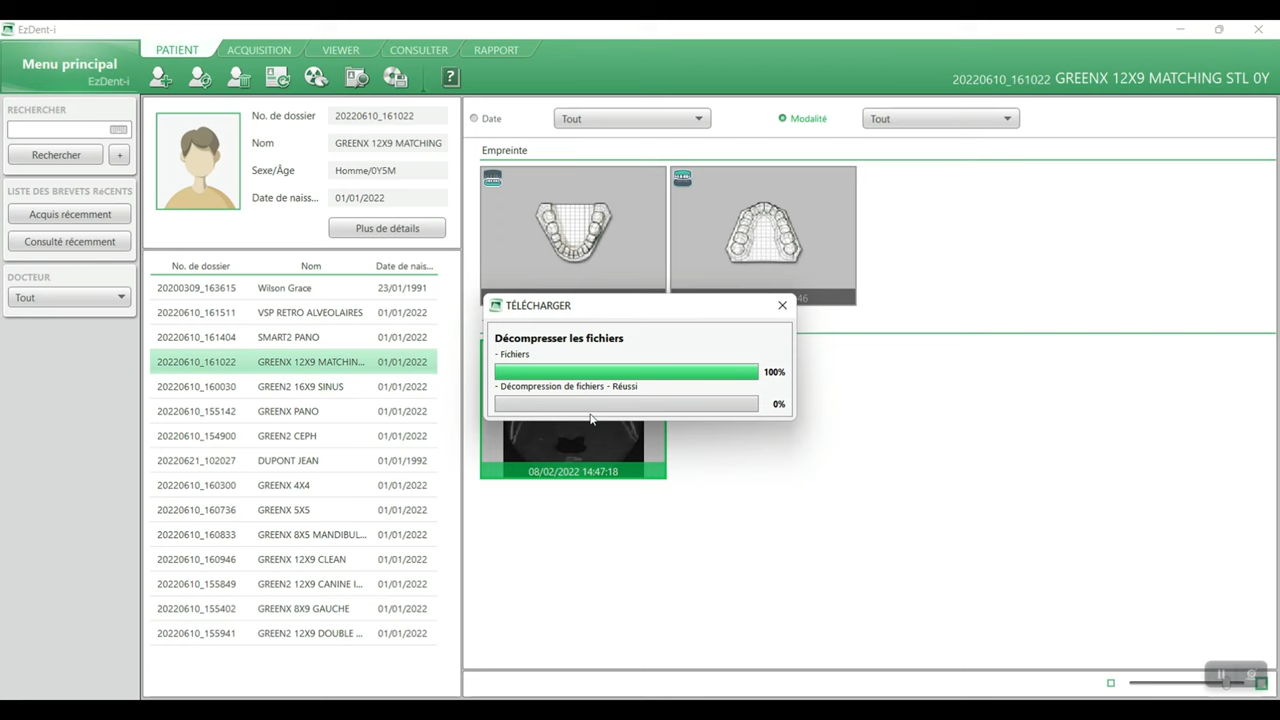 EzDent-i
Menu principal
EzDent-i
PATIENT
ACQUISITION
VIEWER
CONSULTER
RAPPORT
?
20220610_161022 GREENX 12X9 MATCHING STL 0Y
RECHERCHER
Rechercher
+
LISTE DES BREVETS RéCENTS
Acquis récemment
Consulté récemment
DOCTEUR
Tout
No. de dossier 20220610_161022
Nom GREENX 12X9 MATCHING
Sexe/Âge Homme/0Y5M
Date de naiss... 01/01/2022
Plus de détails
No. de dossier Nom Date de nais...
20200309_163615 Wilson Grace 23/01/1991
20220610_161511 VSP RETRO ALVEOLAIRES 01/01/2022
20220610_161404 SMART2 PANO 01/01/2022
20220610_161022 GREENX 12X9 MATCHIN... 01/01/2022
20220610_160030 GREEN2 16X9 SINUS 01/01/2022
20220610_155142 GREENX PANO 01/01/2022
20220610_154900 GREEN2 CEPH 01/01/2022
20220621_102027 DUPONT JEAN 01/01/1992
20220610_160300 GREENX 4X4 01/01/2022
20220610_160736 GREENX 5X5 01/01/2022
20220610_160833 GREENX 8X5 MANDIBUL... 01/01/2022
20220610_160946 GREENX 12X9 CLEAN 01/01/2022
20220610_155849 GREEN2 12X9 CANINE I... 01/01/2022
20220610_155402 GREENX 8X9 GAUCHE 01/01/2022
20220610_155941 GREEN2 12X9 DOUBLE ... 01/01/2022
Date Tout Modalité Tout
Empreinte
46
TÉLÉCHARGER
Décompresser les fichiers
- Fichiers
100%
- Décompression de fichiers - Réussi
0%
08/02/2022 14:47:18